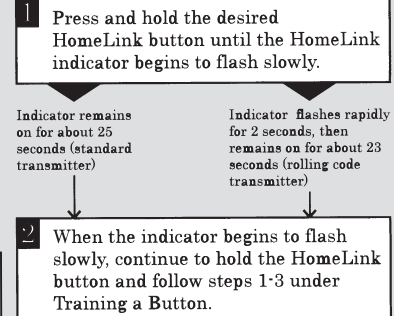 1
Press and hold the desired
HomeLink button until the HomeLink
indicator begins to flash slowly.
Indicator remains
on for about 25
seconds (standard
transmitter)
Indicator flashes rapidly
for 2 seconds, then
remains on for about 23
seconds (rolling code
transmitter)
2
When the indicator begins to flash
slowly, continue to hold the HomeLink
button and follow steps 1-3 under
Training a Button.